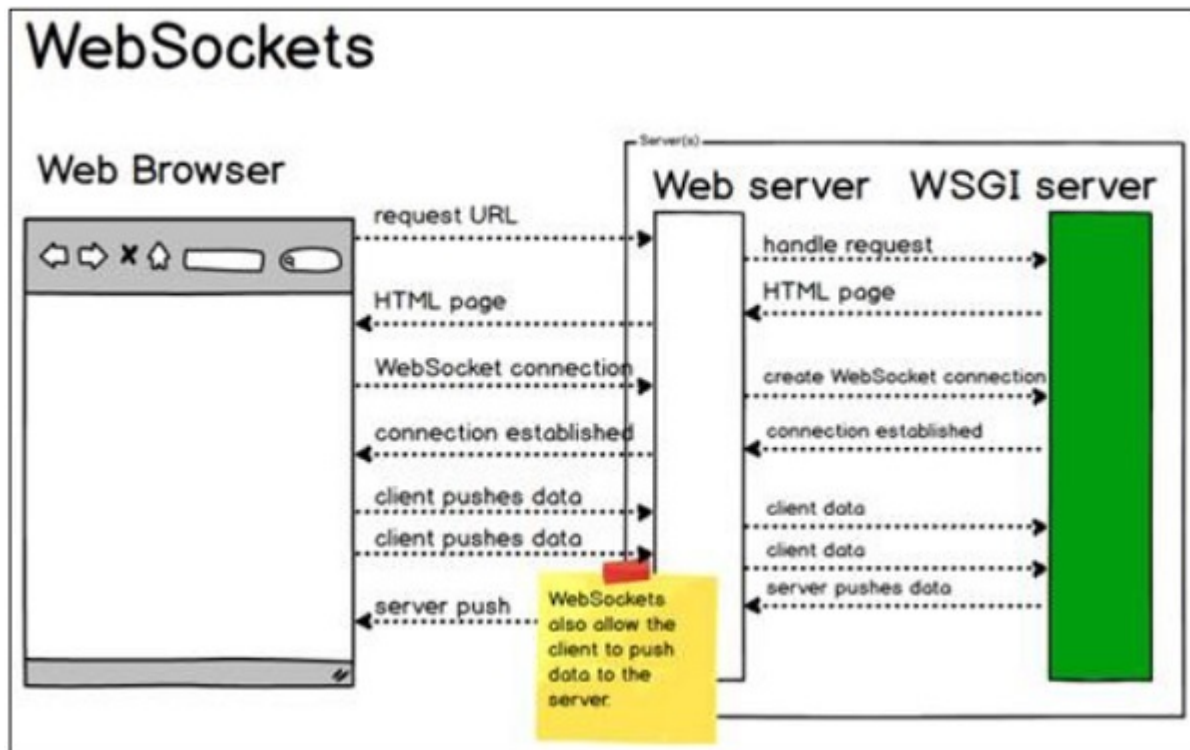 WebSockets
Server(s)
Web Browser
Web server
WSGI server
request URL
handle request
HTML page
HTML page
WebSocket connection
create WebSocket connection
connection established
connection established
client pushes data
client data
client pushes data
client data
server pushes data
server push
WebSockets
also allow the
client to push
data to the
server.